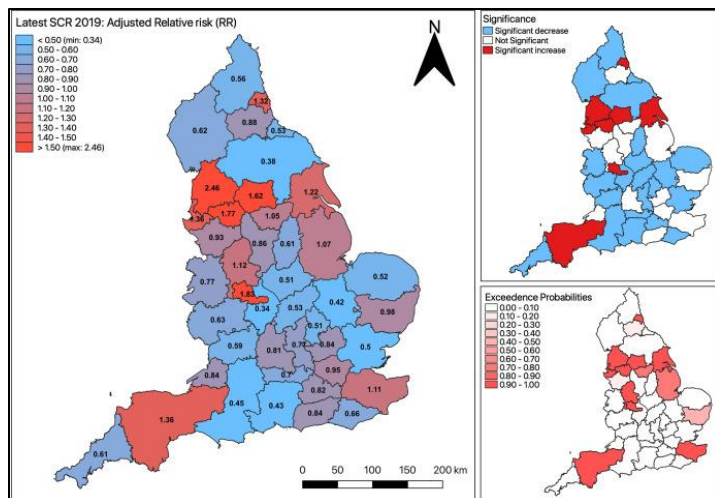 Latest SCR 2019: Adjusted Relative risk (RR)
< 0.50 (min: 0.34)
0.50 - 0.60
0.60 - 0.70
0.70 - 0.80
0.80 - 0.90
0.90 - 1.00
1.00 - 1.10
1.10 - 1.20
1.20 - 1.30
1.30 - 1.40
1.40 - 1.50
> 1.50 (max: 2.46)
N
0.56
1.32
0.62
0.88
0.53
0.38
2.46
1.62
1.22
1.36
1.77
1.05
0.93
0.86
0.61
1.07
1.12
0.77
0.51
0.52
0.42
0.98
0.34
0.53
0.63
0.51
0.59
0.81
0.84
0.5
0.84
0.95
0.82
1.11
1.36
0.45
0.43
0.84
0.66
0.61
0 50 100 150 200 km
Significance
Significant decrease
Not Significant
Significant increase
Exceedence Probabilities
0.00 - 0.10
0.10 - 0.20
0.20 - 0.30
0.30 - 0.40
0.40 - 0.50
0.50 - 0.60
0.60 - 0.70
0.70 - 0.80
0.80 - 0.90
0.90 - 1.00